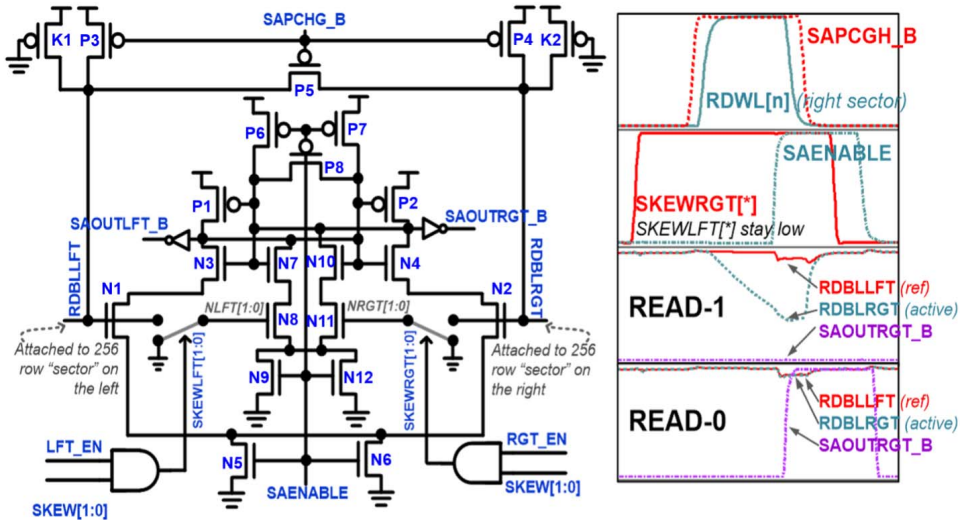 SAPCHG_B
K1 P3
P4 K2
P5
P6
P7
P8
P1
P2
SAOUTLFT_B
SAOUTRGT_B
N3
N7
N10
N4
RDBLLFT
RDBLRGT
N1
N2
NLFT[1:0]
NRGT[1:0]
N8
N11
Attached to 256
row "sector" on
the left
Attached to 256
row "sector" on
the right
SKEWLFT[1:0]
SKEWRGT[1:0]
N9
N12
LFT_EN
RGT_EN
N5
N6
SKEW[1:0]
SAENABLE
SKEW[1:0]
SAPCGH_B
RDWL[n] (right sector)
SAENABLE
SKEWRGT[*]
SKEWLFT[*] stay low
READ-1
RDBLLFT (ref)
RDBLRGT (active)
SAOUTRGT_B
READ-0
RDBLLFT (ref)
RDBLRGT (active)
SAOUTRGT_B